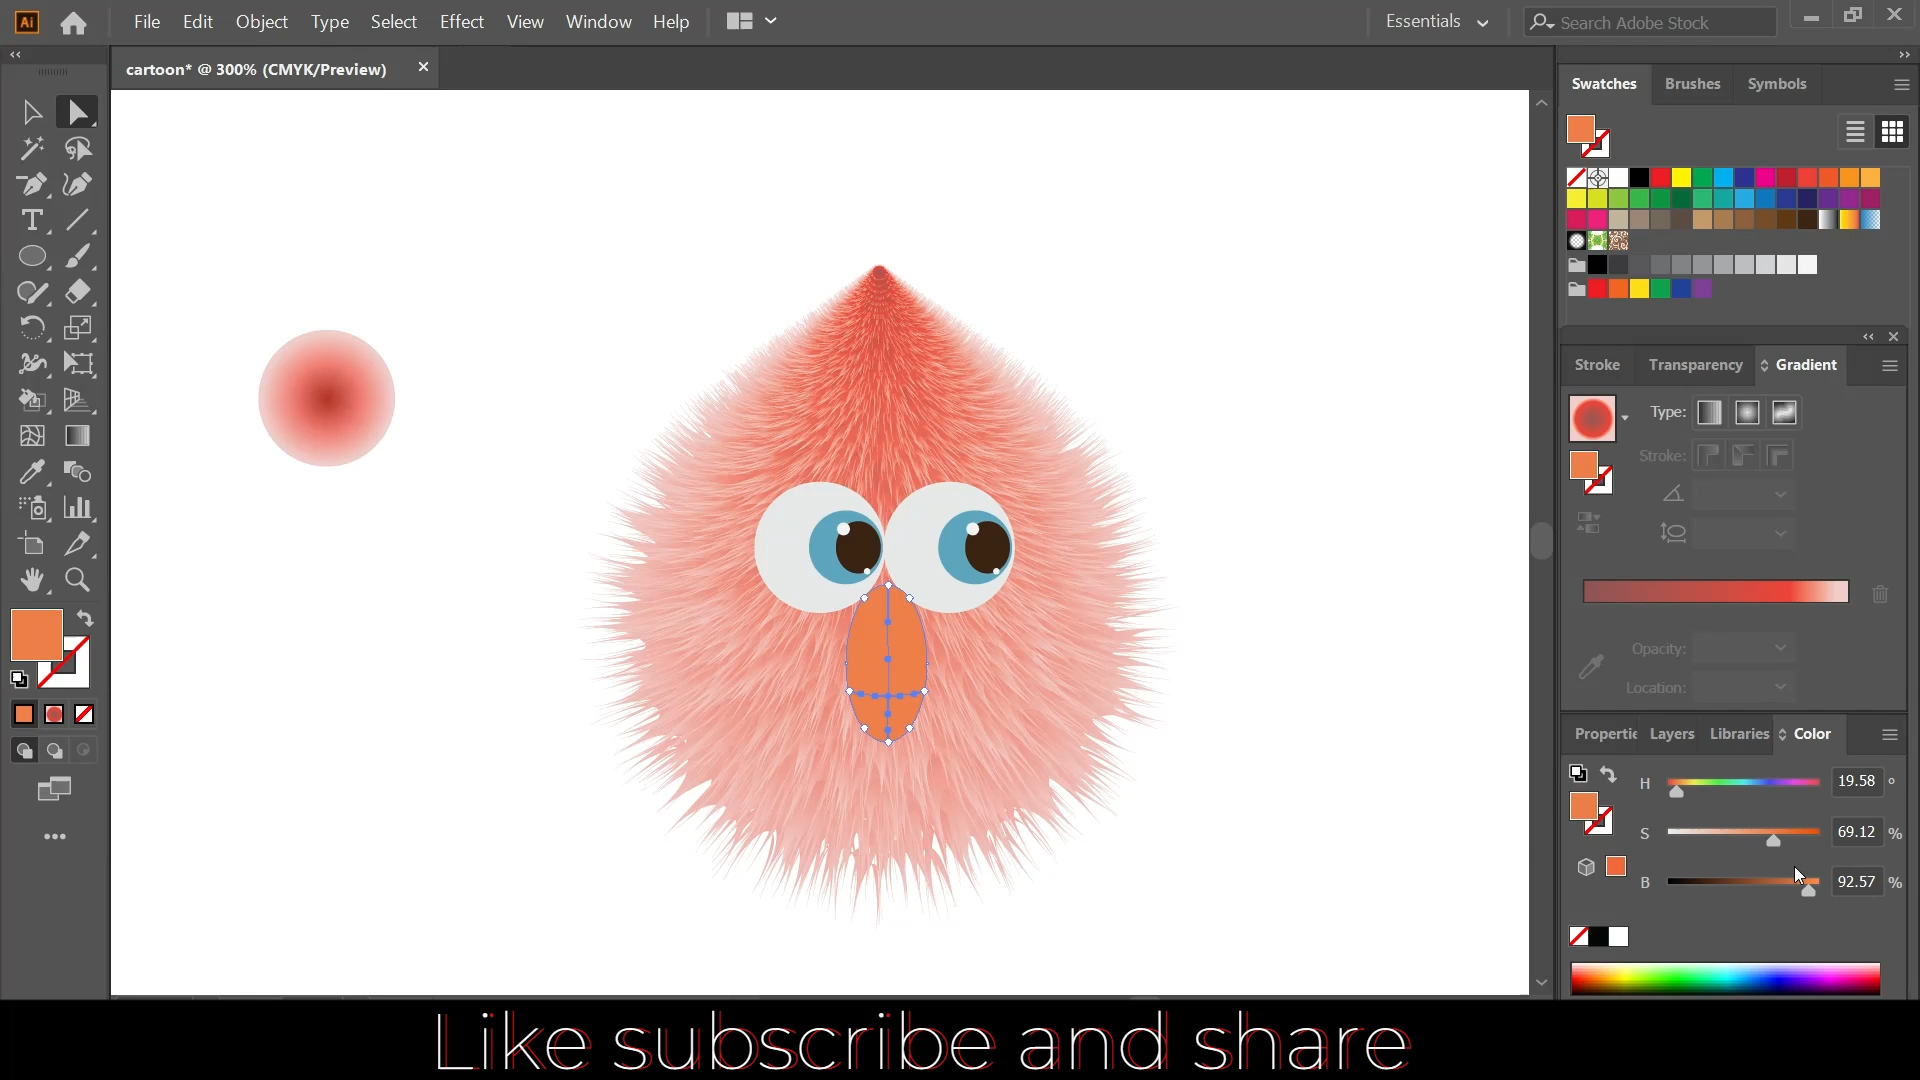 Ai File Edit Object Type Select Effect View Window Help Essentials Search Adobe Stock
cartoon* @ 300% (CMYK/Preview)
Swatches Brushes Symbols
Stroke Transparency Gradient
Type:
Stroke:
Opacity:
Location:
Propertie Layers Libraries Color
H 19.58 °
S 69.12 %
B 92.57 %
Like subscribe and share